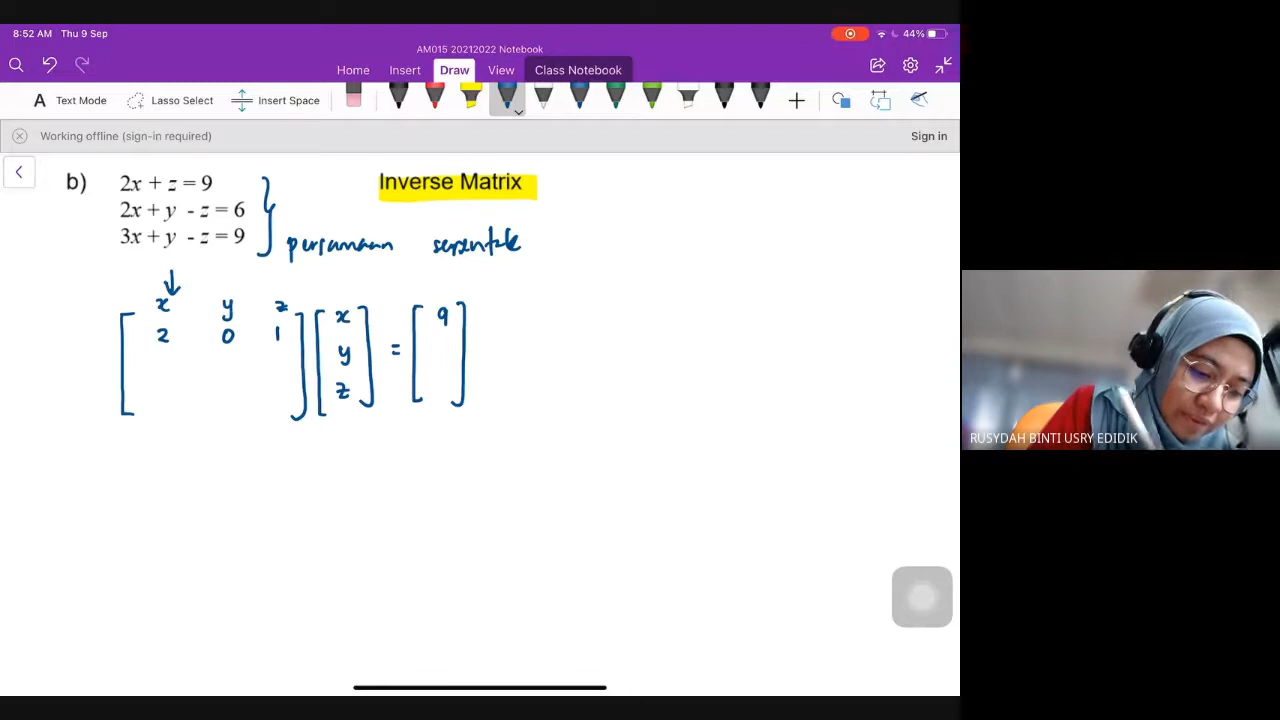 8:52 AM Thu 9 Sep
44%
AM015 20212022 Notebook
Home Insert Draw View Class Notebook
A Text Mode Lasso Select Insert Space
Working offline (sign-in required) Sign in
b) 2x + z = 9 Inverse Matrix
2x + y - z = 6
3x + y - z = 9
persamaan serentak
x y z
2 0 1
x
y
z
=
9
RUSYDAH BINTI USRY EDIDIK